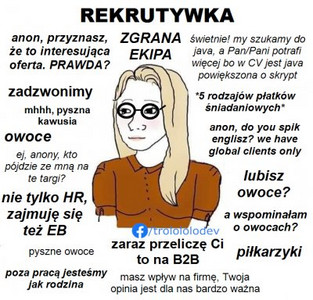 REKRUTYWKA
anon, przyznasz,
że to interesująca
oferta. PRAWDA?
ZGRANA
EKIPA
świetnie! my szukamy do
java, a Pan/Pani potrafi
więcej bo w CV jest java
powiększona o skrypt
zadzwonimy
mhhh, pyszna
kawusia
*5 rodzajów płatków
śniadaniowych*
owoce
anon, do you spik
englisz? we have
global clients only
ej, anony, kto
pójdzie ze mną na
te targi?
lubisz
owoce?
nie tylko HR,
zajmuję się
też EB
f/trolololodev
a wspominałam
o owocach?
pyszne owoce
zaraz przeliczę Ci
to na B2B
piłkarzyki
poza pracą jesteśmy
jak rodzina
masz wpływ na firmę, Twoja
opinia jest dla nas bardzo ważna